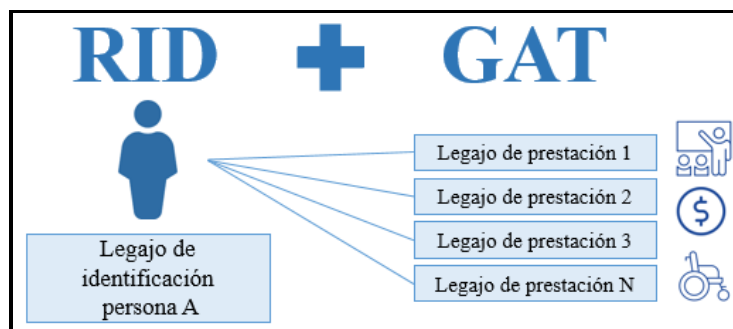 RID + GAT
Legajo de prestación 1
Legajo de prestación 2
Legajo de prestación 3
Legajo de prestación N
Legajo de
identificación
persona A
$